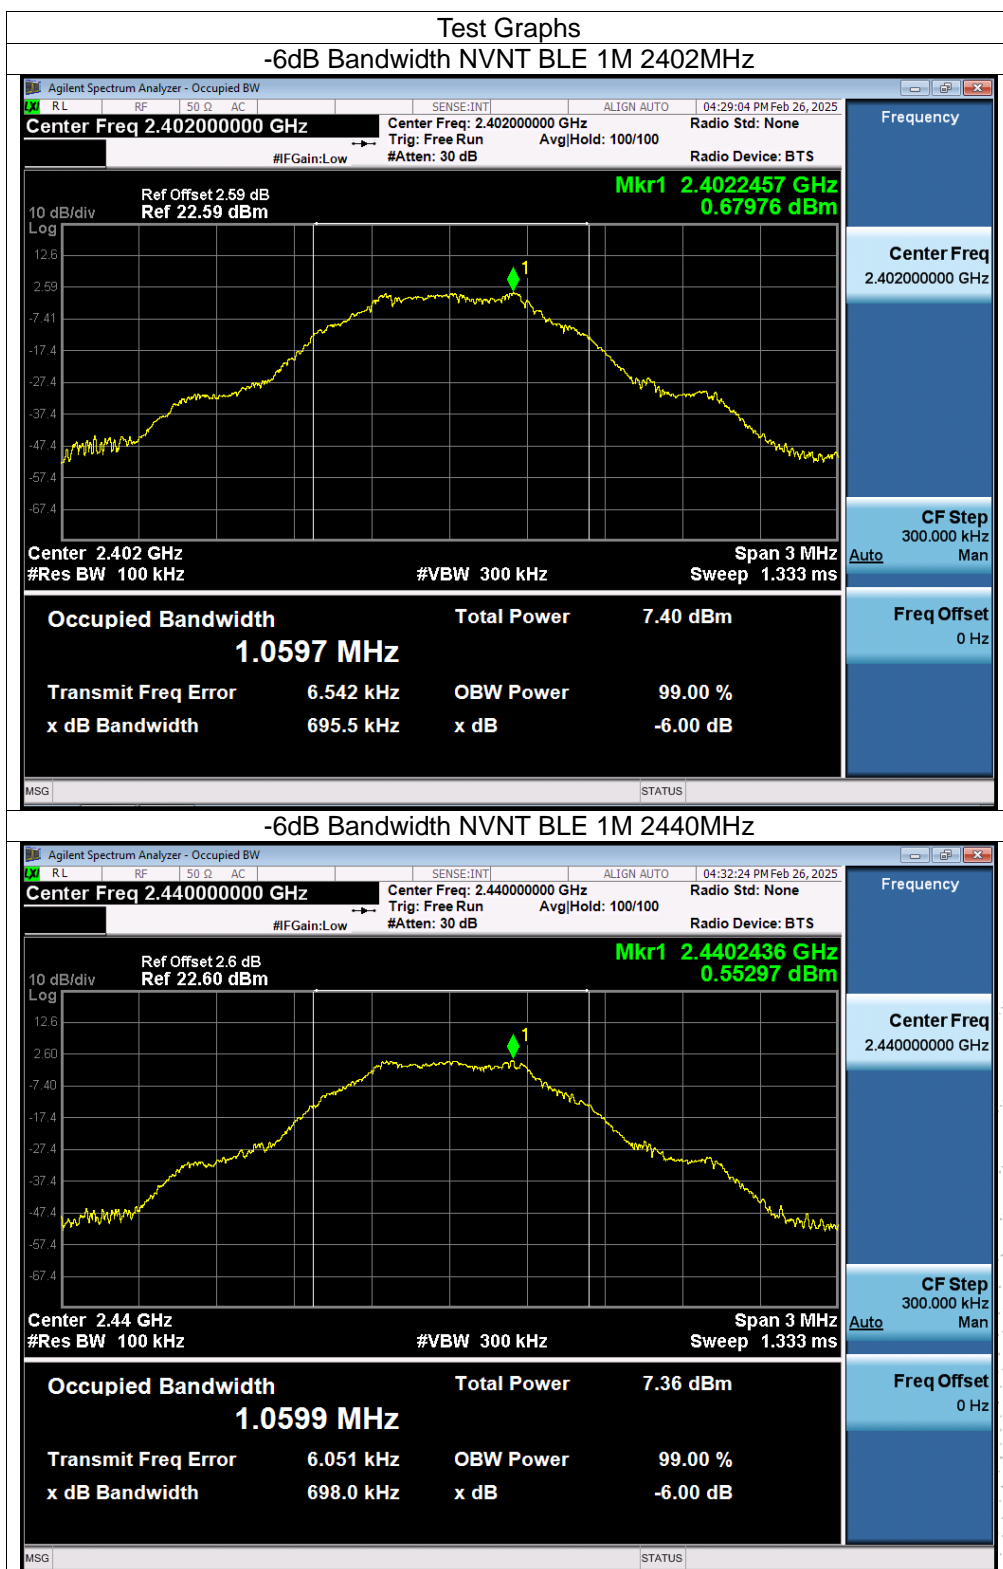 Test Graphs
-6dB Bandwidth NVNT BLE 1M 2402MHz
Agilent Spectrum Analyzer - Occupied BW
LXI RL RF 50 Ω AC SENSE:INT ALIGN AUTO 04:29:04 PM Feb 26, 2025
Center Freq 2.402000000 GHz Center Freq: 2.402000000 GHz Radio Std: None Frequency
Trig: Free Run Avg|Hold: 100/100
#IFGain:Low #Atten: 30 dB Radio Device: BTS
Mkr1 2.4022457 GHz
Ref Offset 2.59 dB 0.67976 dBm
10 dB/div Ref 22.59 dBm
Log
12.6
2.59
-7.41
-17.4
-27.4
-37.4
-47.4
-57.4
-67.4
1
Center Freq
2.402000000 GHz
CF Step
300.000 kHz
Auto Man
Center 2.402 GHz Span 3 MHz
#Res BW 100 kHz #VBW 300 kHz Sweep 1.333 ms
Freq Offset
0 Hz
Occupied Bandwidth Total Power 7.40 dBm
1.0597 MHz
Transmit Freq Error 6.542 kHz OBW Power 99.00 %
x dB Bandwidth 695.5 kHz x dB -6.00 dB
MSG STATUS
-6dB Bandwidth NVNT BLE 1M 2440MHz
Agilent Spectrum Analyzer - Occupied BW
LXI RL RF 50 Ω AC SENSE:INT ALIGN AUTO 04:32:24 PM Feb 26, 2025
Center Freq 2.440000000 GHz Center Freq: 2.440000000 GHz Radio Std: None Frequency
Trig: Free Run Avg|Hold: 100/100
#IFGain:Low #Atten: 30 dB Radio Device: BTS
Mkr1 2.4402436 GHz
Ref Offset 2.6 dB 0.55297 dBm
10 dB/div Ref 22.60 dBm
Log
12.6
2.60
-7.40
-17.4
-27.4
-37.4
-47.4
-57.4
-67.4
1
Center Freq
2.440000000 GHz
CF Step
300.000 kHz
Auto Man
Center 2.44 GHz Span 3 MHz
#Res BW 100 kHz #VBW 300 kHz Sweep 1.333 ms
Freq Offset
0 Hz
Occupied Bandwidth Total Power 7.36 dBm
1.0599 MHz
Transmit Freq Error 6.051 kHz OBW Power 99.00 %
x dB Bandwidth 698.0 kHz x dB -6.00 dB
MSG STATUS